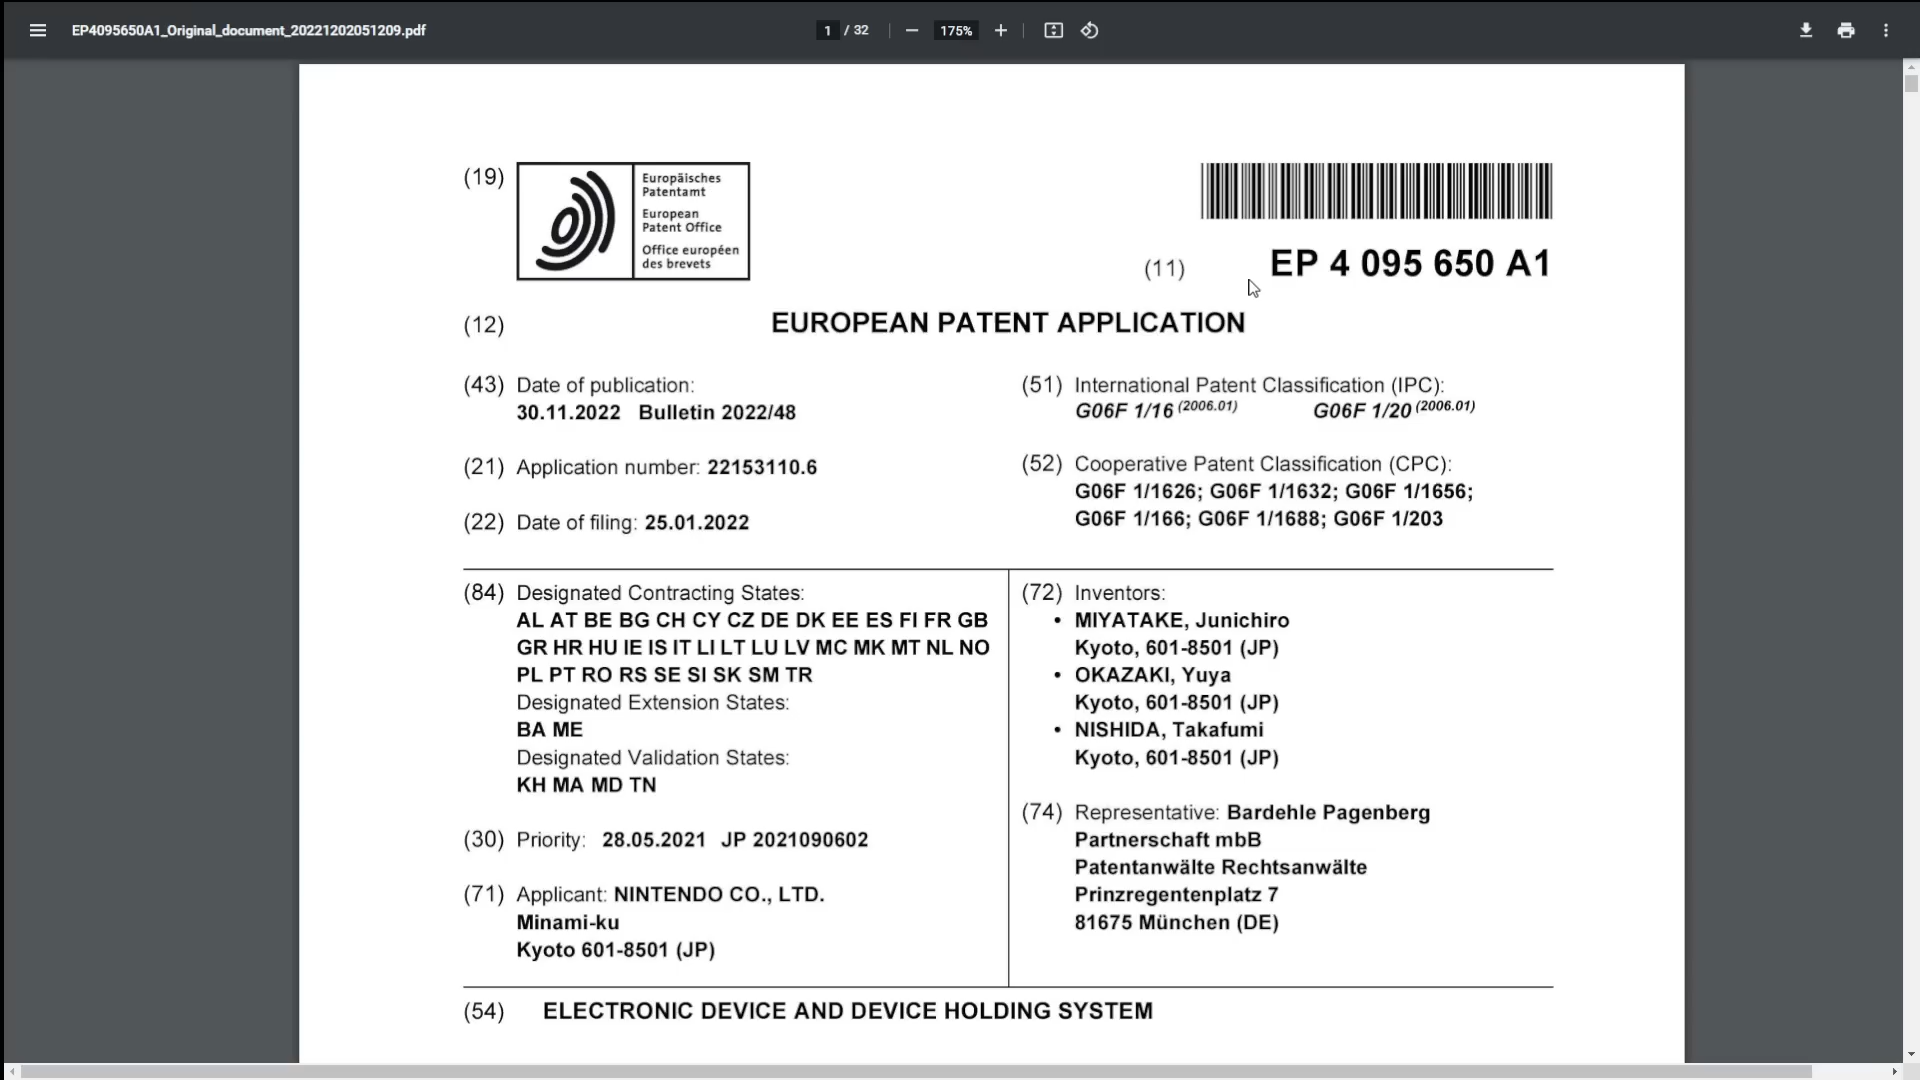 EP4095650A1_Original_document_20221202051209.pdf
1 / 32
175%
(19)
Europäisches
Patentamt
European
Patent Office
Office européen
des brevets
(11) EP 4 095 650 A1
(12) EUROPEAN PATENT APPLICATION
(43) Date of publication:
30.11.2022 Bulletin 2022/48
(21) Application number: 22153110.6
(22) Date of filing: 25.01.2022
(51) International Patent Classification (IPC):
G06F 1/16 (2006.01) G06F 1/20 (2006.01)
(52) Cooperative Patent Classification (CPC):
G06F 1/1626; G06F 1/1632; G06F 1/1656;
G06F 1/166; G06F 1/1688; G06F 1/203
(84) Designated Contracting States:
AL AT BE BG CH CY CZ DE DK EE ES FI FR GB
GR HR HU IE IS IT LI LT LU LV MC MK MT NL NO
PL PT RO RS SE SI SK SM TR
Designated Extension States:
BA ME
Designated Validation States:
KH MA MD TN
(30) Priority: 28.05.2021 JP 2021090602
(71) Applicant: NINTENDO CO., LTD.
Minami-ku
Kyoto 601-8501 (JP)
(72) Inventors:
• MIYATAKE, Junichiro
Kyoto, 601-8501 (JP)
• OKAZAKI, Yuya
Kyoto, 601-8501 (JP)
• NISHIDA, Takafumi
Kyoto, 601-8501 (JP)
(74) Representative: Bardehle Pagenberg
Partnerschaft mbB
Patentanwälte Rechtsanwälte
Prinzregentenplatz 7
81675 München (DE)
(54) ELECTRONIC DEVICE AND DEVICE HOLDING SYSTEM